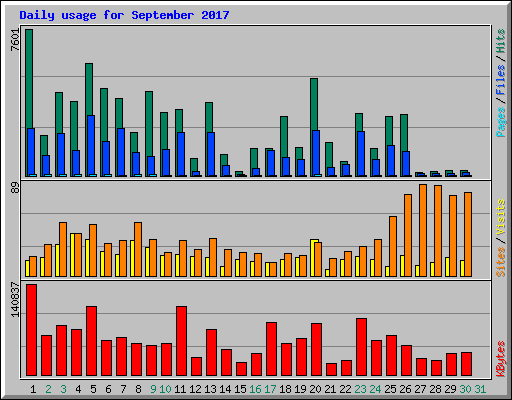 Daily usage for September 2017
7601
Pages / Files / Hits
89
Sites / Visits
140837
KBytes
1 2 3 4 5 6 7 8 9 10 11 12 13 14 15 16 17 18 19 20 21 22 23 24 25 26 27 28 29 30 31